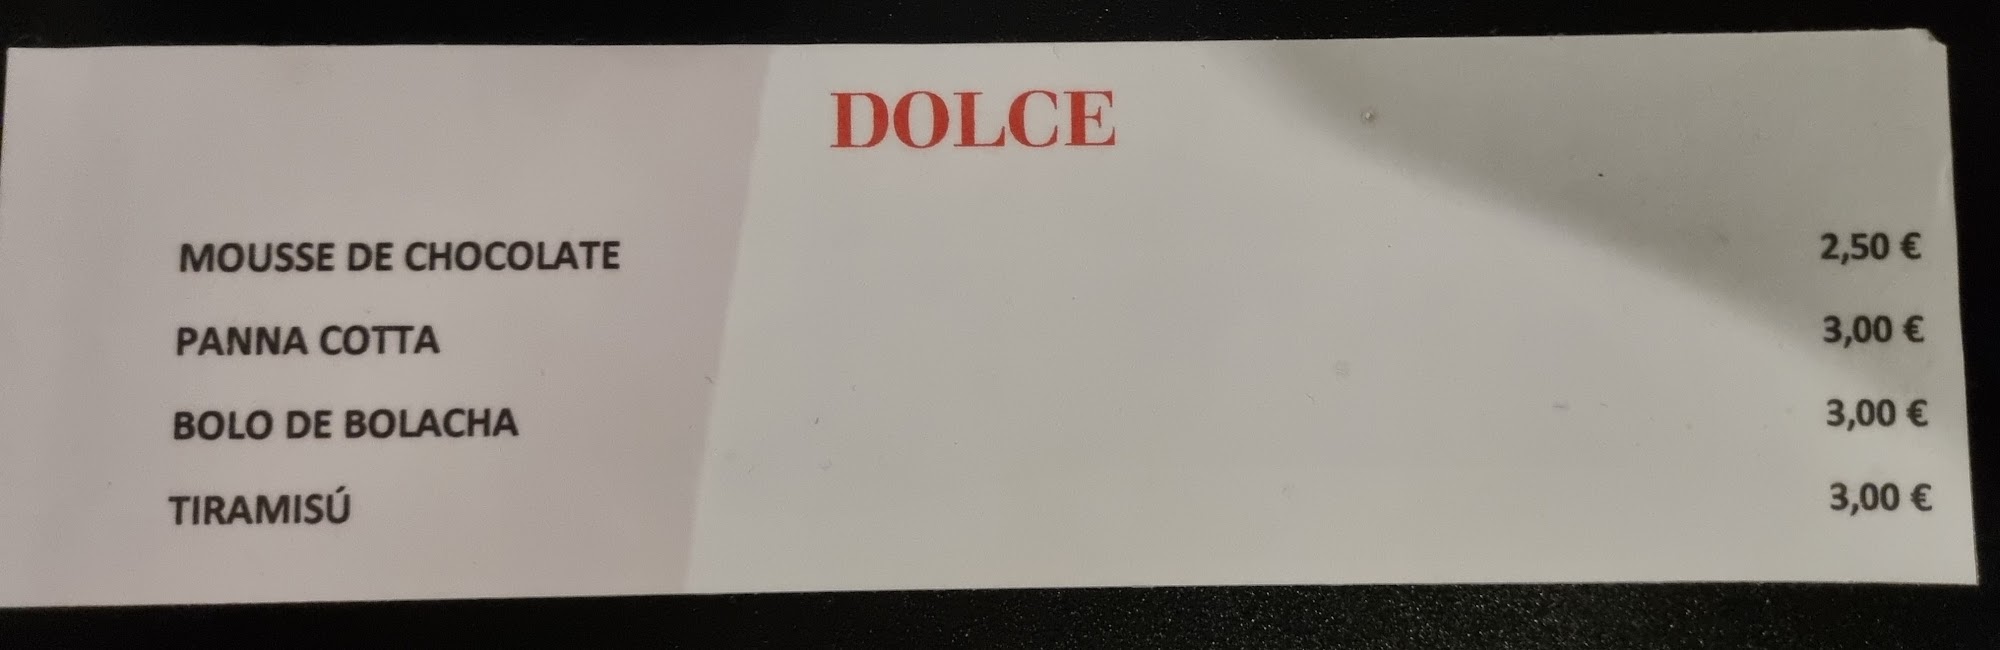 DOLCE
MOUSSE DE CHOCOLATE 2,50 €
PANNA COTTA 3,00 €
BOLO DE BOLACHA 3,00 €
TIRAMISÚ 3,00 €